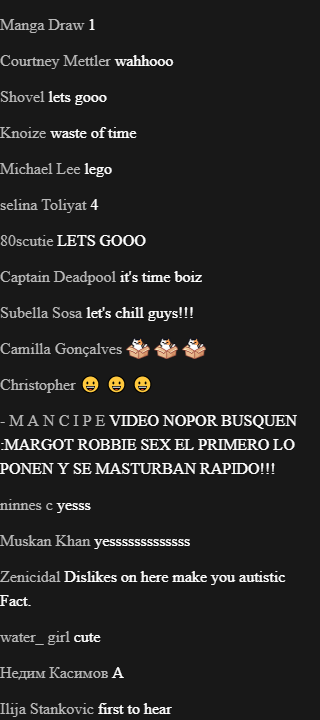 Manga Draw 1
Courtney Mettler wahhooo
Shovel lets gooo
Knoize waste of time
Michael Lee lego
selina Toliyat 4
80scutie LETS GOOO
Captain Deadpool it's time boiz
Subella Sosa let's chill guys!!!
Camilla Gonçalves
Christopher 😀 😀 😀
- M A N C I P E VIDEO NOPOR BUSQUEN
:MARGOT ROBBIE SEX EL PRIMERO LO
PONEN Y SE MASTURBAN RAPIDO!!!
ninnes c yesss
Muskan Khan yesssssssssssss
Zenicidal Dislikes on here make you autistic
Fact.
water_ girl cute
Недим Касимов A
Ilija Stankovic first to hear